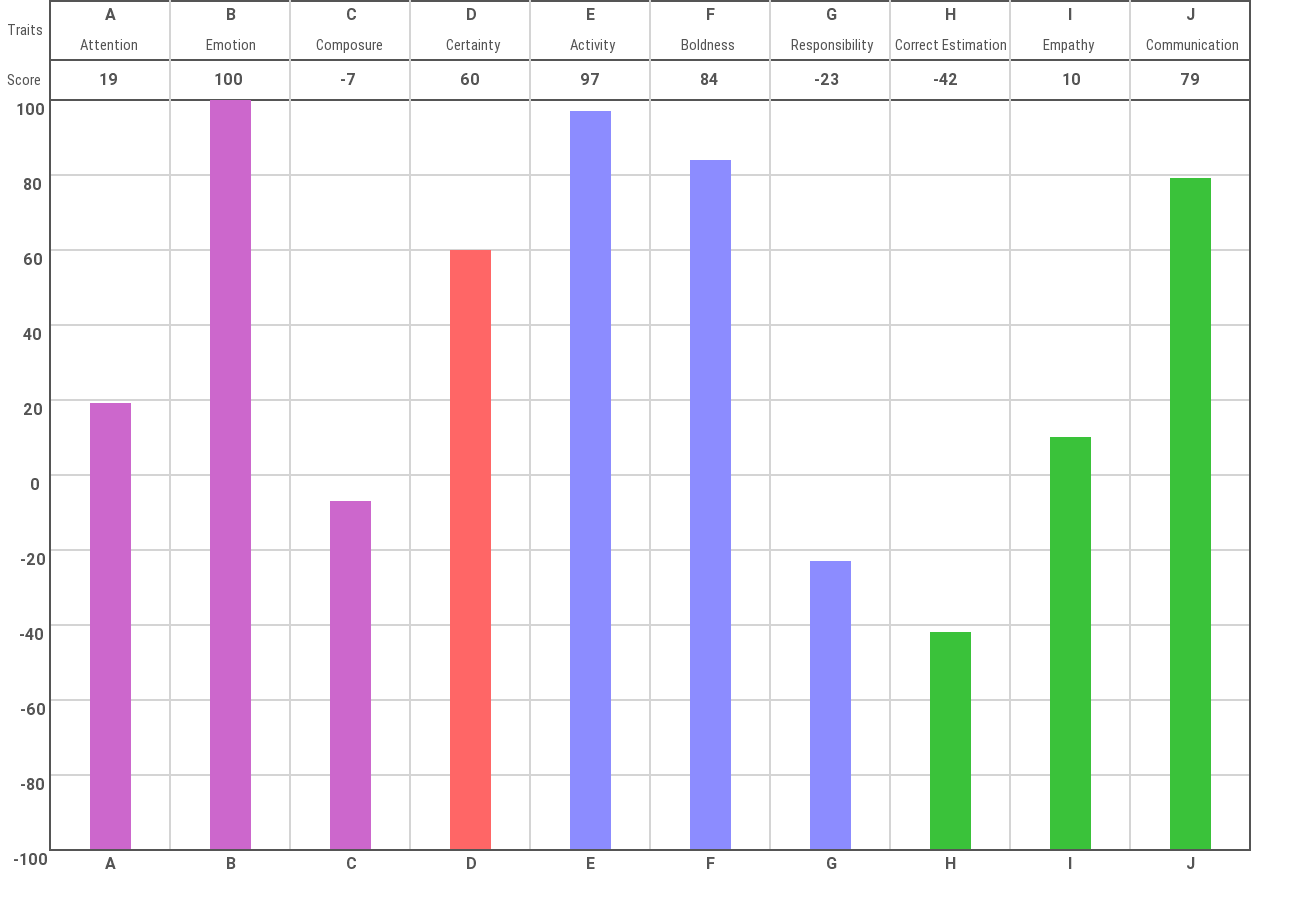 Traits
A B C D E F G H I J
Attention Emotion Composure Certainty Activity Boldness Responsibility Correct Estimation Empathy Communication
Score 19 100 -7 60 97 84 -23 -42 10 79
100
80
60
40
20
0
-20
-40
-60
-80
-100
A B C D E F G H I J